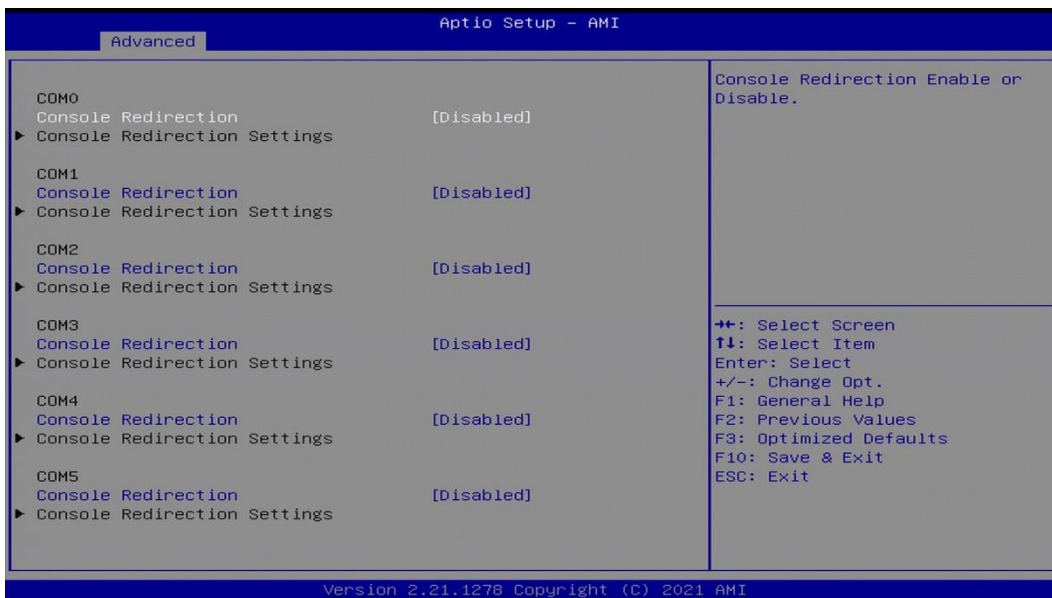 Aptio Setup – AMI
Advanced
COM0
Console Redirection [Disabled]
▶ Console Redirection Settings
COM1
Console Redirection [Disabled]
▶ Console Redirection Settings
COM2
Console Redirection [Disabled]
▶ Console Redirection Settings
COM3
Console Redirection [Disabled]
▶ Console Redirection Settings
COM4
Console Redirection [Disabled]
▶ Console Redirection Settings
COM5
Console Redirection [Disabled]
▶ Console Redirection Settings
Console Redirection Enable or
Disable.
→←: Select Screen
↑↓: Select Item
Enter: Select
+/-: Change Opt.
F1: General Help
F2: Previous Values
F3: Optimized Defaults
F10: Save & Exit
ESC: Exit
Version 2.21.1278 Copyright (C) 2021 AMI